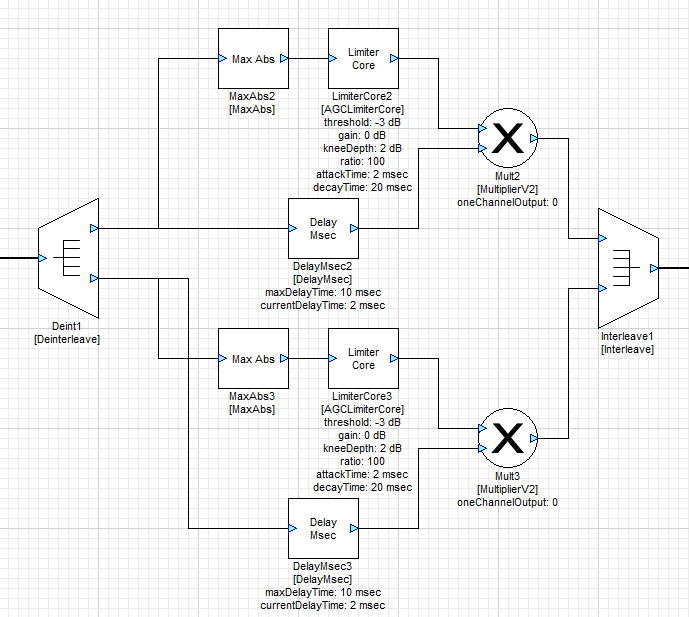 Max Abs
MaxAbs2
[MaxAbs]
Limiter
Core
LimiterCore2
[AGCLimiterCore]
threshold: -3 dB
gain: 0 dB
kneeDepth: 2 dB
ratio: 100
attackTime: 2 msec
decayTime: 20 msec
X
Mult2
[MultiplierV2]
oneChannelOutput: 0
Delay
Msec
DelayMsec2
[DelayMsec]
maxDelayTime: 10 msec
currentDelayTime: 2 msec
Deint1
[Deinterleave]
Interleave1
[Interleave]
Max Abs
MaxAbs3
[MaxAbs]
Limiter
Core
LimiterCore3
[AGCLimiterCore]
threshold: -3 dB
gain: 0 dB
kneeDepth: 2 dB
ratio: 100
attackTime: 2 msec
decayTime: 20 msec
X
Mult3
[MultiplierV2]
oneChannelOutput: 0
Delay
Msec
DelayMsec3
[DelayMsec]
maxDelayTime: 10 msec
currentDelayTime: 2 msec